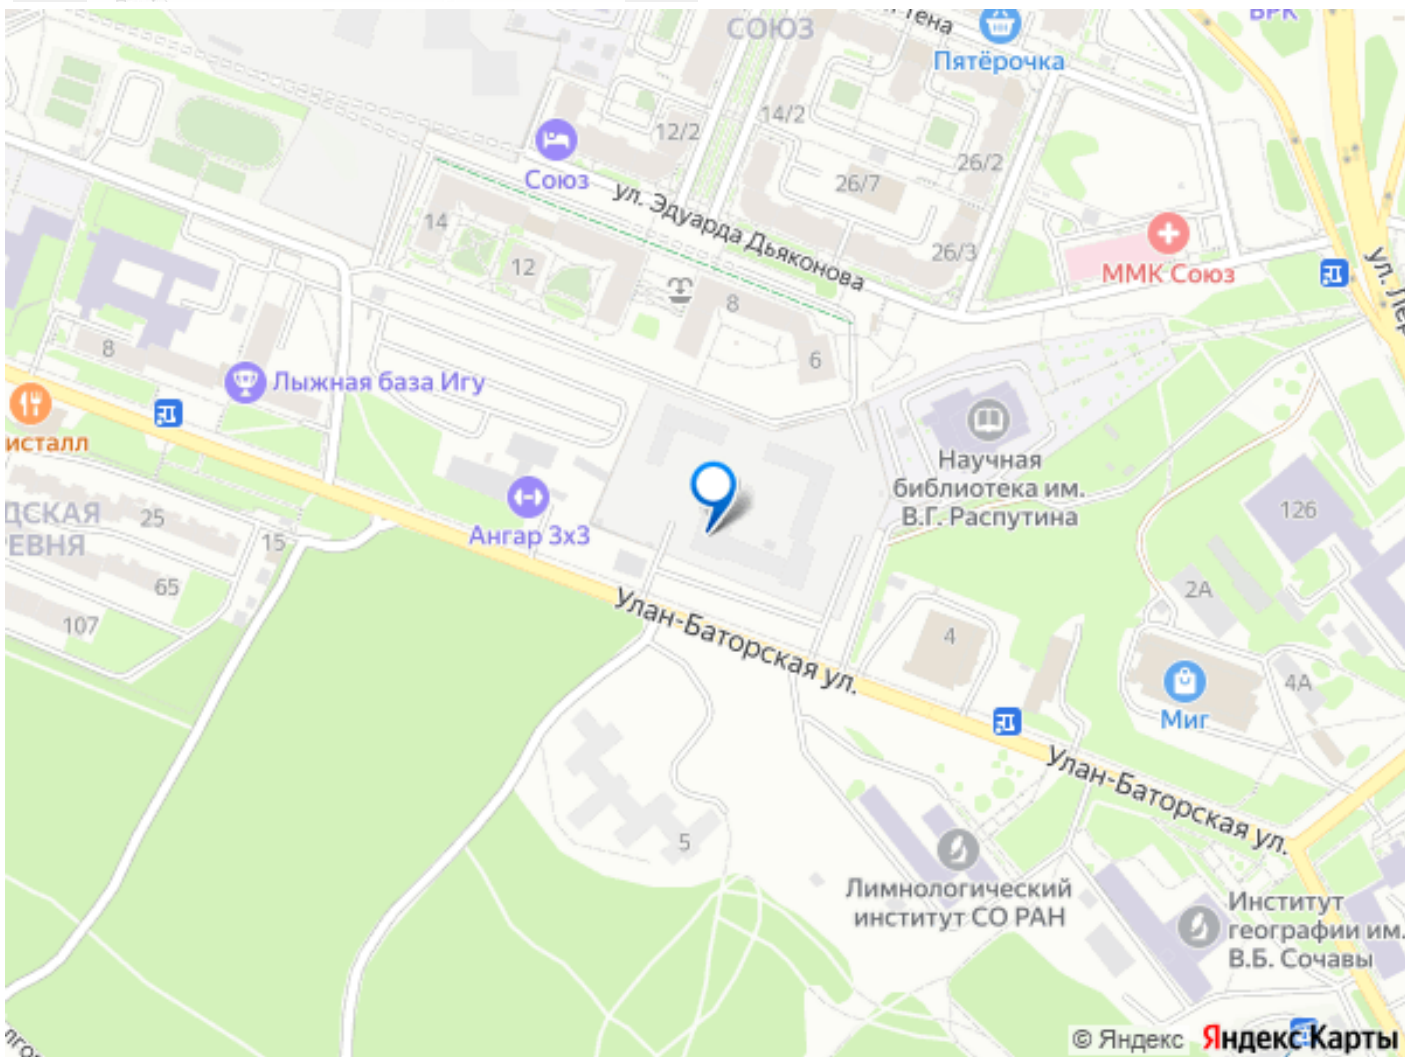 СОЮЗ
Пятёрочка
14/2
12/2
26/2
Союз
26/7
ул. Эдуарда Дьяконова
14
26/3
ММК Союз
12
8
6
8
Лыжная база Игу
Научная
библиотека им.
В.Г. Распутина
25
15
Ангар 3х3
126
65
107
2А
Улан-Баторская ул.
4
4А
Миг
Улан-Баторская ул.
5
Лимнологический
институт СО РАН
Институт
географии им.
В.Б. Сочавы
© Яндекс Яндекс Карты